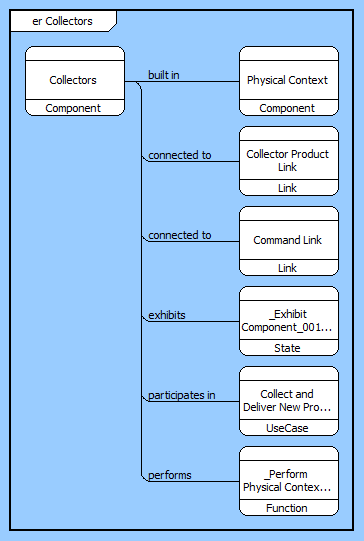 er Collectors
Collectors
Component
built in
Physical Context
Component
connected to
Collector Product
Link
Link
connected to
Command Link
Link
exhibits
_Exhibit
Component_001...
State
participates in
Collect and
Deliver New Pro...
UseCase
performs
_Perform
Physical Contex...
Function